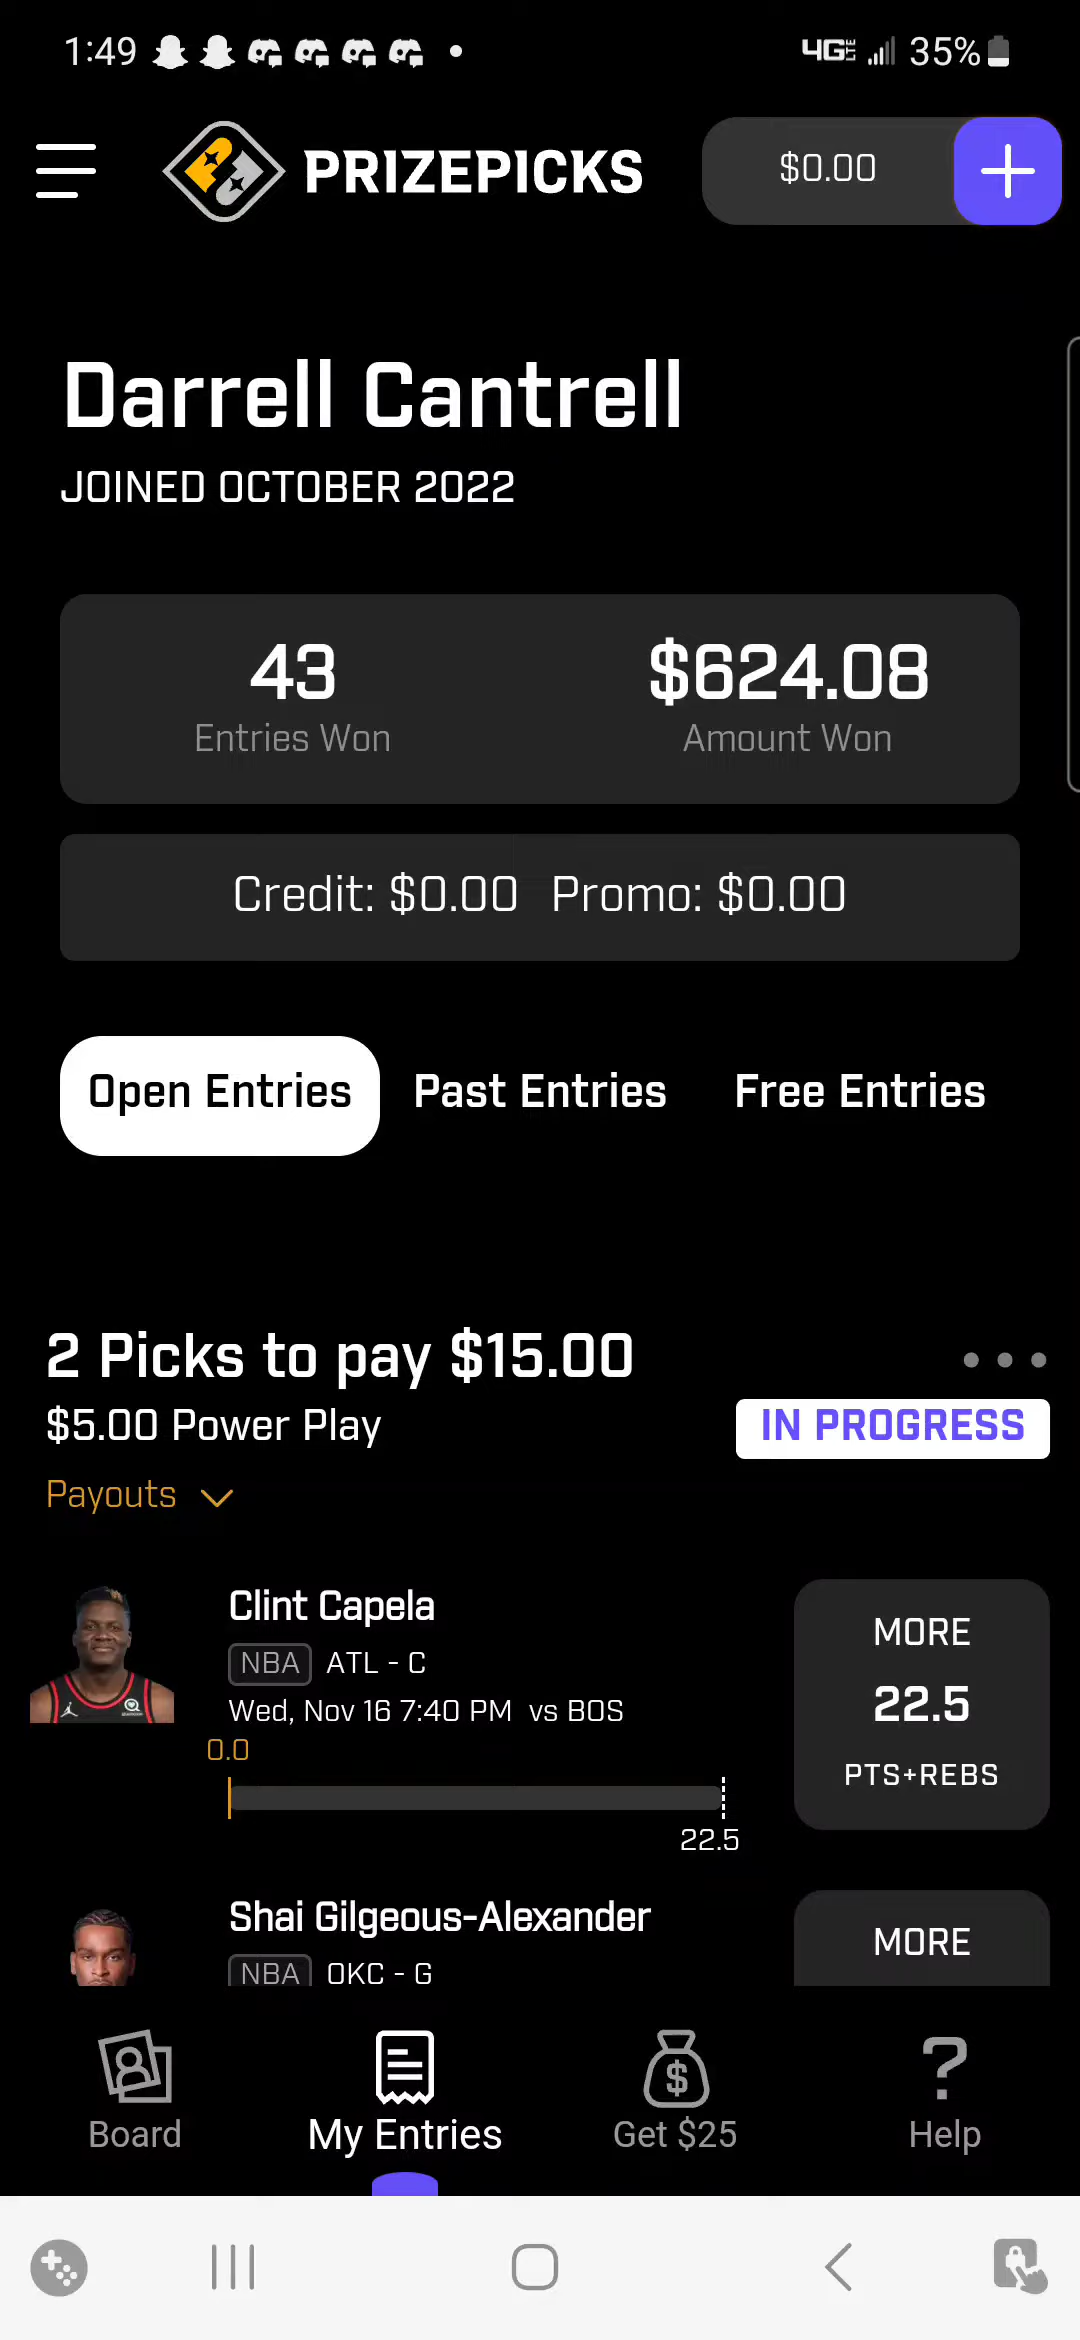 1:49
4G LTE 35%
PRIZEPICKS
$0.00
Darrell Cantrell
JOINED OCTOBER 2022
43
Entries Won
$624.08
Amount Won
Credit: $0.00 Promo: $0.00
Open Entries
Past Entries
Free Entries
2 Picks to pay $15.00
$5.00 Power Play
IN PROGRESS
Payouts
Clint Capela
NBA ATL - C
Wed, Nov 16 7:40 PM vs BOS
0.0
22.5
MORE
22.5
PTS+REBS
Shai Gilgeous-Alexander
NBA OKC - G
MORE
Board
My Entries
Get $25
Help